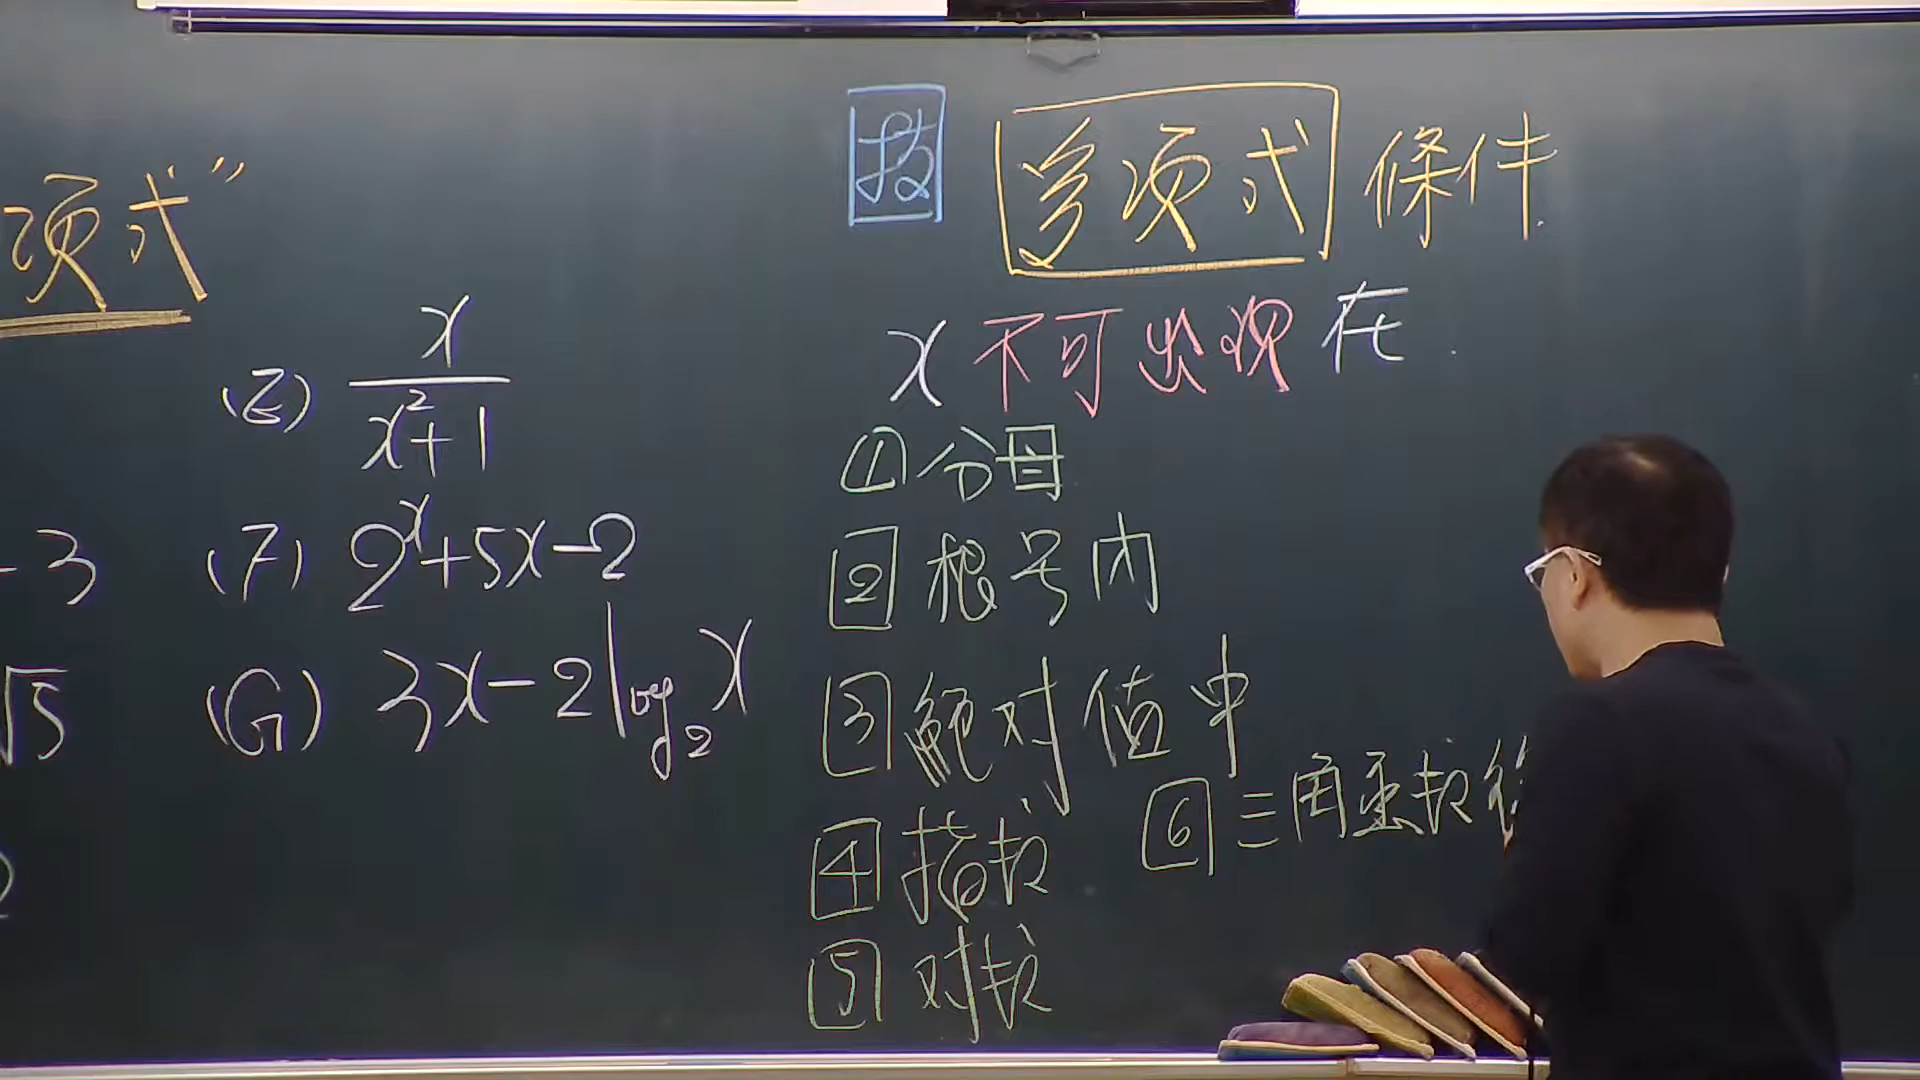 项式”
(E) x/(x²+1)
-3 (F) 2^x+5x-2
√5 (G) 3x-2log₂x
2
技 多项式 條件
x 不可出现在
① 分母
2 根号内
3 絕对值中
4 指数
5 对数
6 三角函数